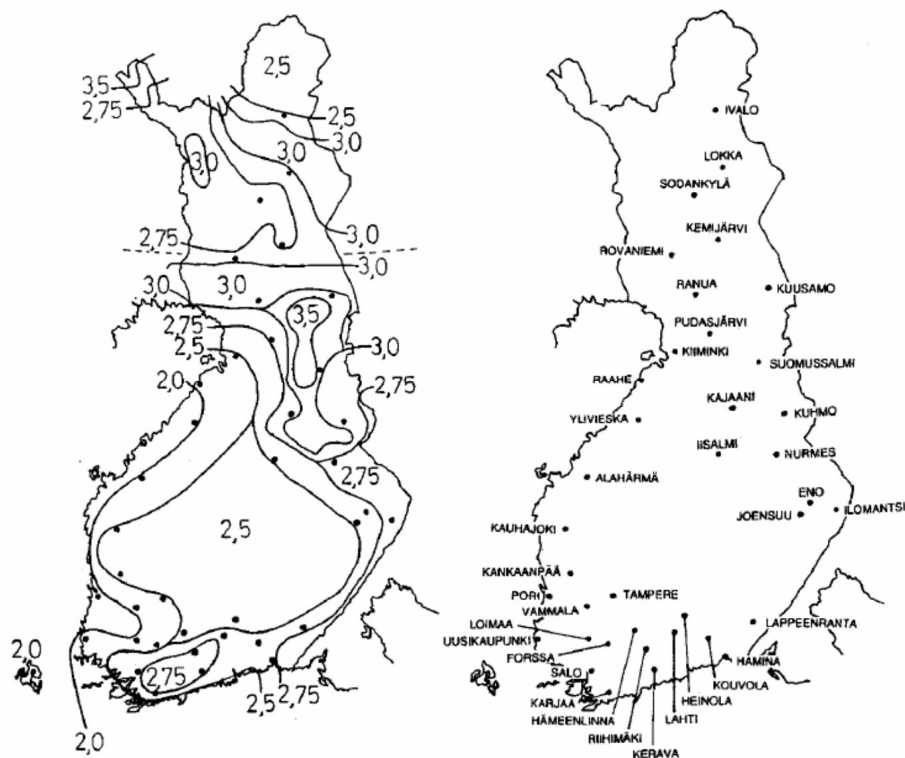 2,5
3,5
2,75
2,5
3,0
3,0
3,0
2,75
3,0
3,0
3,0
3,0
3,5
2,75
2,5
3,0
2,0
2,75
2,75
2,5
2,0
2,75
2,5
2,75
2,0
IVALO
LOKKA
SODANKYLÄ
KEMIJÄRVI
ROVANIEMI
RANUA
KUUSAMO
PUDASJÄRVI
KIIMINKI
SUOMUSSALMI
RAAHE
KAJAANI
YLIVIESKA
KUHMO
IISALMI
NURMES
ALAHÄRMÄ
ENO
JOENSUU
ILOMANTSI
KAUHAJOKI
KANKAANPÄÄ
PORI
TAMPERE
VAMMALA
LOIMAA
LAPPEENRANTA
UUSIKAUPUNKI
FORSSA
HAMINA
SALO
KOUVOLA
KARJAA
HEINOLA
HÄMEENLINNA
LAHTI
RIIHIMÄKI
KERAVA